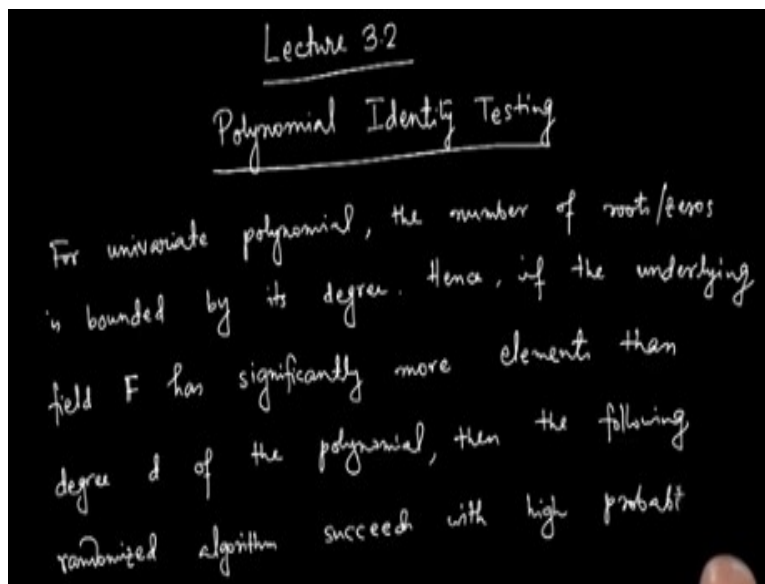 Lecture 3.2
Polynomial Identity Testing
For univariate polynomial, the number of roots/zeros
is bounded by its degree. Hence, if the underlying
field F has significantly more elements than
degree d of the polynomial, then the following
randomized algorithm succeeds with high probabi